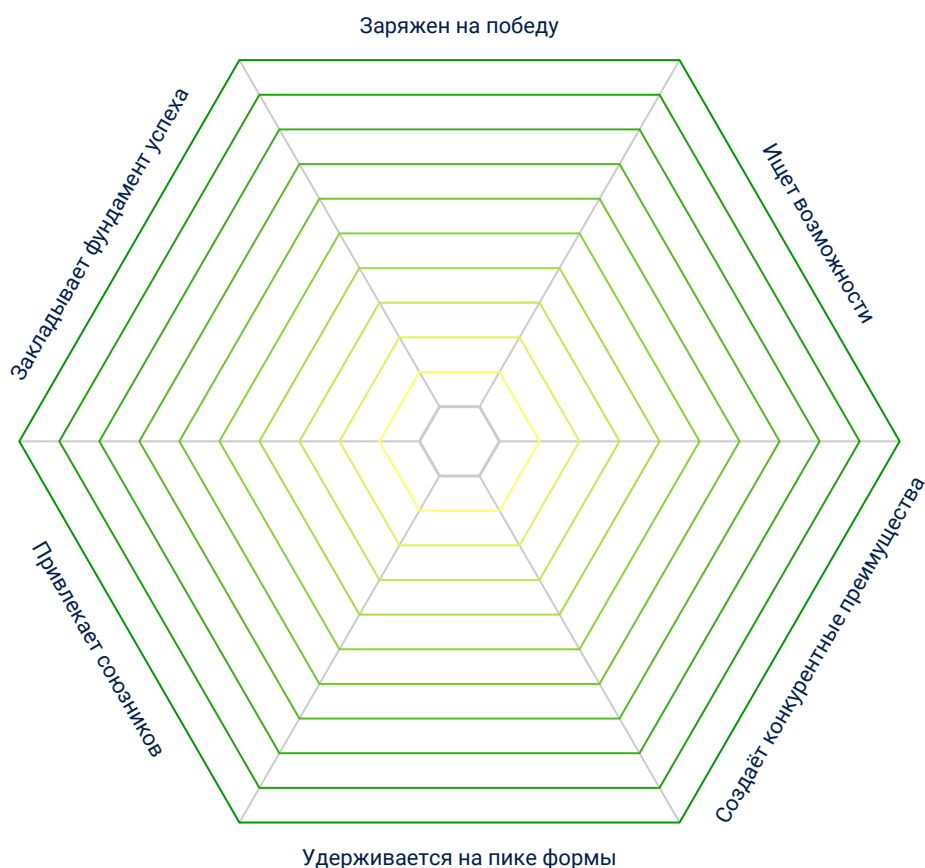 Заряжен на победу
Ищет возможности
Создаёт конкурентные преимущества
Удерживается на пике формы
Привлекает союзников
Закладывает фундамент успеха